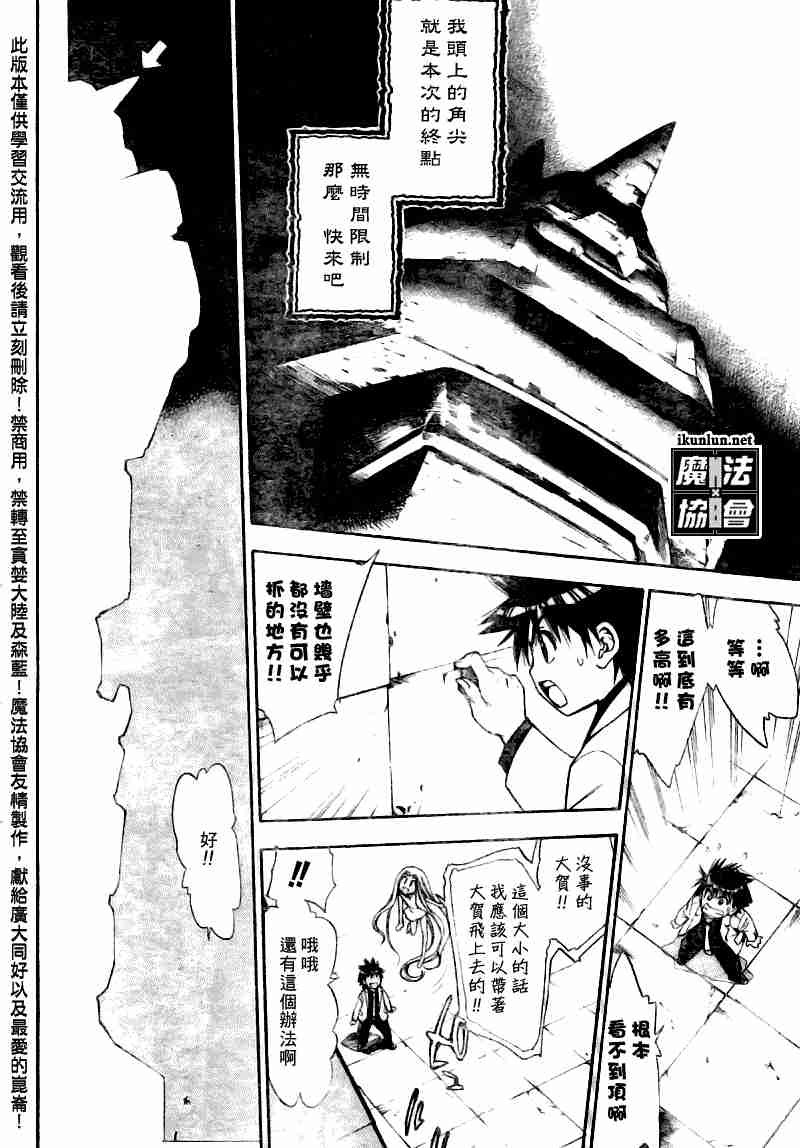 我頭上的角尖
就是本次的終點
無時間限制
那麼 快來吧
ikunlun.net
魔法
協會
…啊
等等
這到底有
多高啊!!
墻壁也幾乎
都沒有可以
抓的地方!!
根本
看不到頂啊
沒事的
大賀!!
這個大小的話
我應該可以帶著
大賀飛上去的!!
!!
哦哦
還有這個辦法啊
好!!
此版本僅供學習交流用，觀看後請立刻刪除！禁商用，禁轉至貪婪大陸及森藍！魔法協會友情製作，獻給廣大同好以及最愛的崑崙！